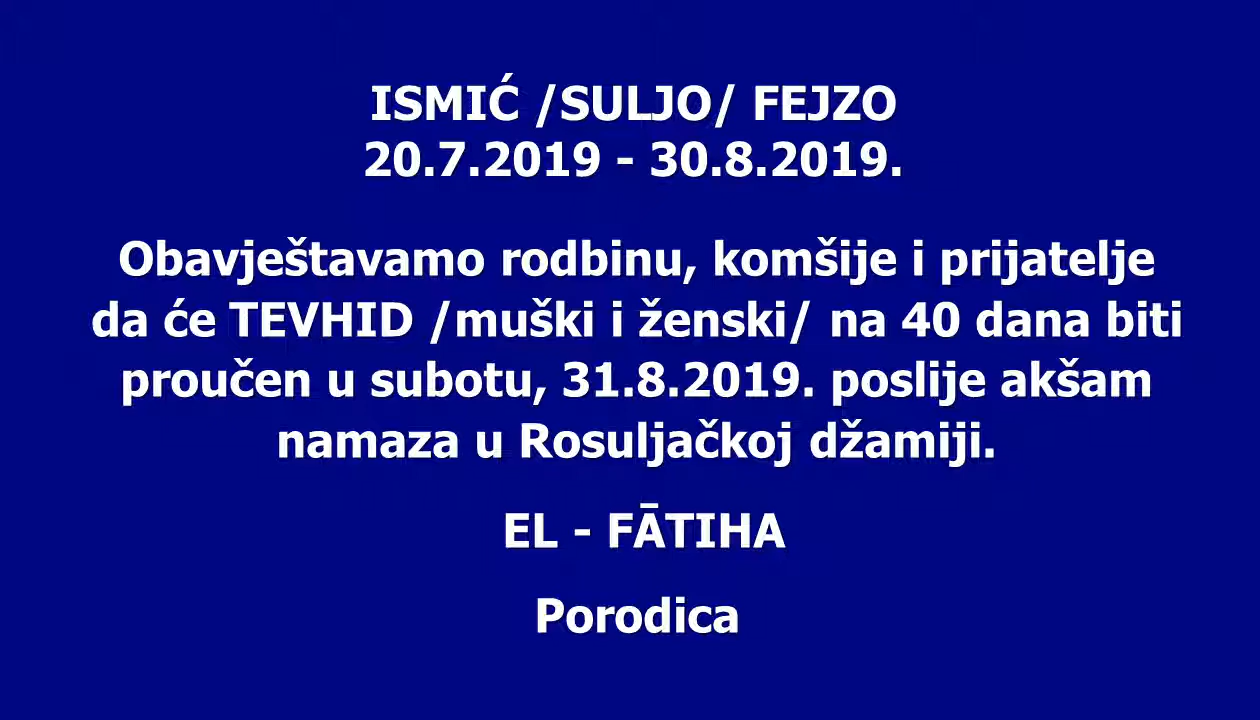 ISMIĆ /SULJO/ FEJZO
20.7.2019 - 30.8.2019.
Obavještavamo rodbinu, komšije i prijatelje
da će TEVHID /muški i ženski/ na 40 dana biti
proučen u subotu, 31.8.2019. poslije akšam
namaza u Rosuljačkoj džamiji.
EL - FĀTIHA
Porodica